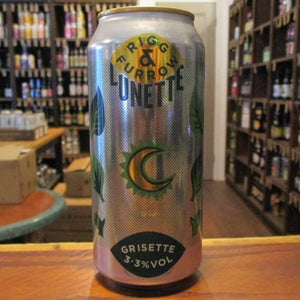 RIGG
&
FURROW
LUNETTE
GRISETTE
3·3%VOL